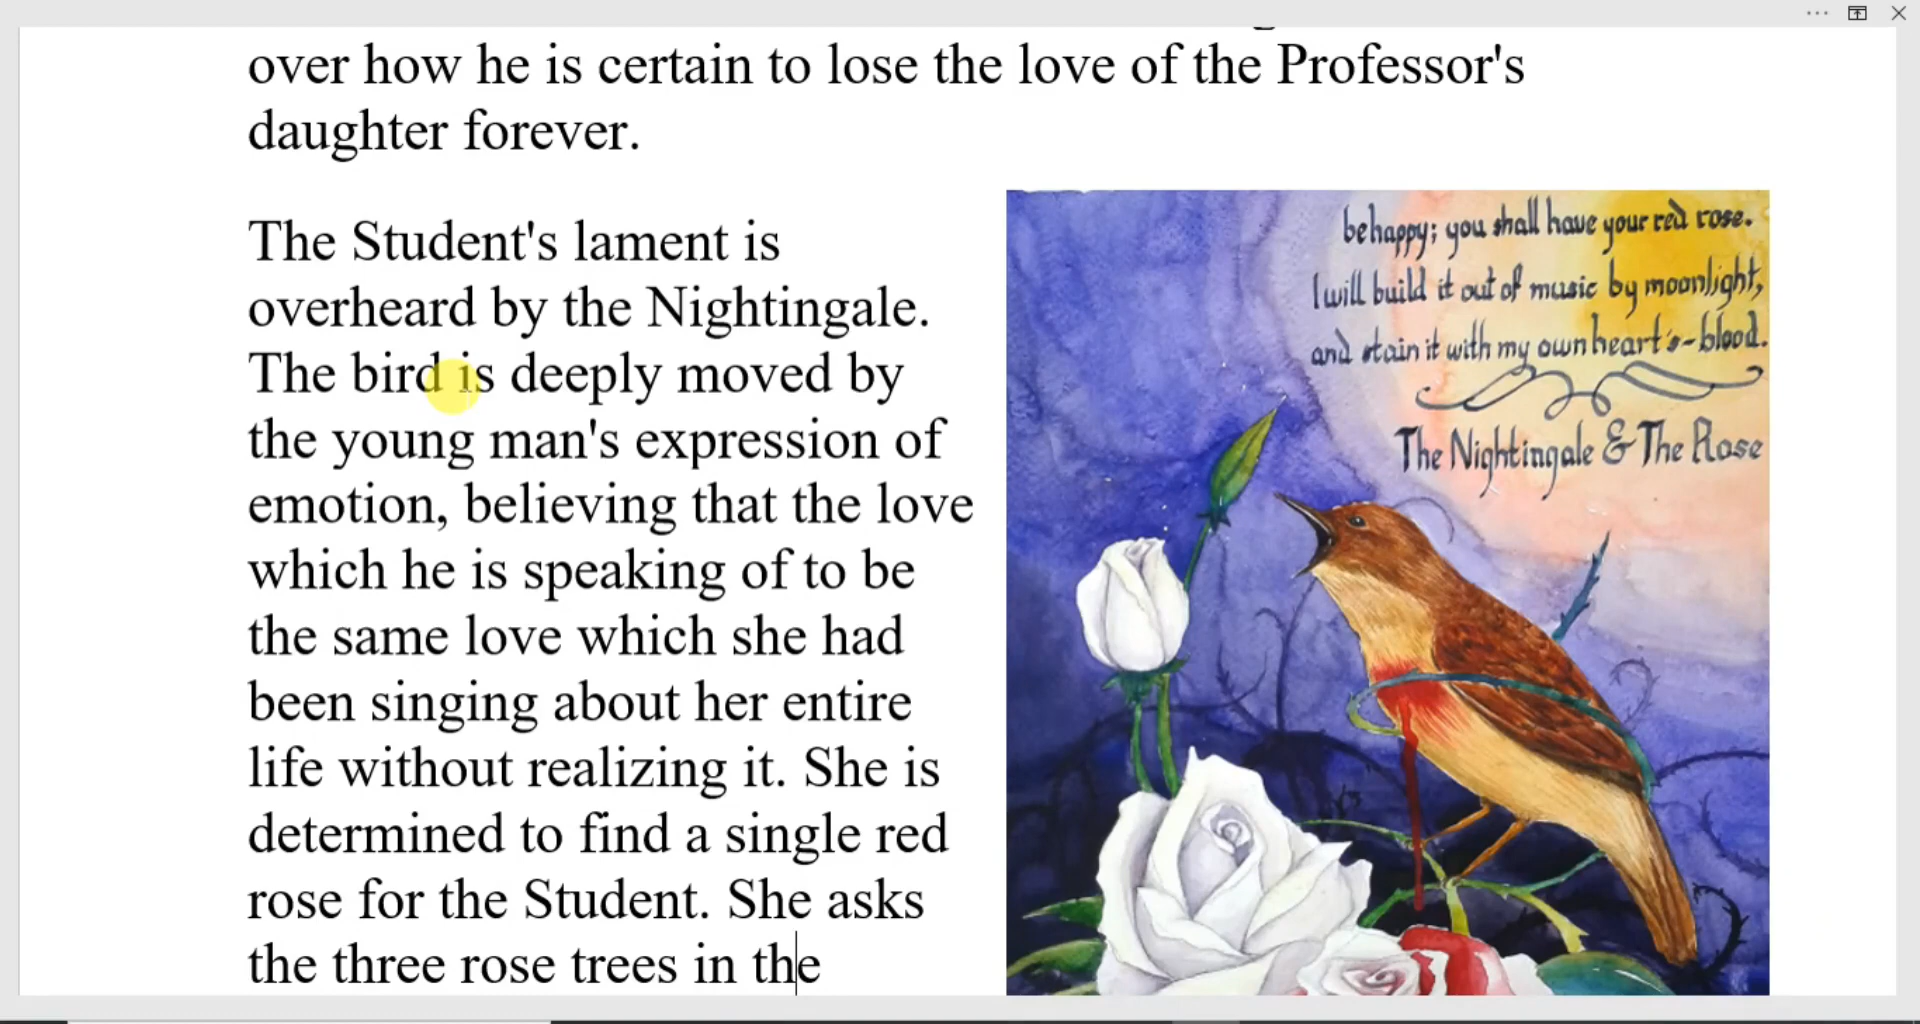 over how he is certain to lose the love of the Professor's
daughter forever.
The Student's lament is
overheard by the Nightingale.
The bird is deeply moved by
the young man's expression of
emotion, believing that the love
which he is speaking of to be
the same love which she had
been singing about her entire
life without realizing it. She is
determined to find a single red
rose for the Student. She asks
the three rose trees in the
be happy; you shall have your red rose.
I will build it out of music by moonlight,
and stain it with my own heart's-blood.
The Nightingale & The Rose